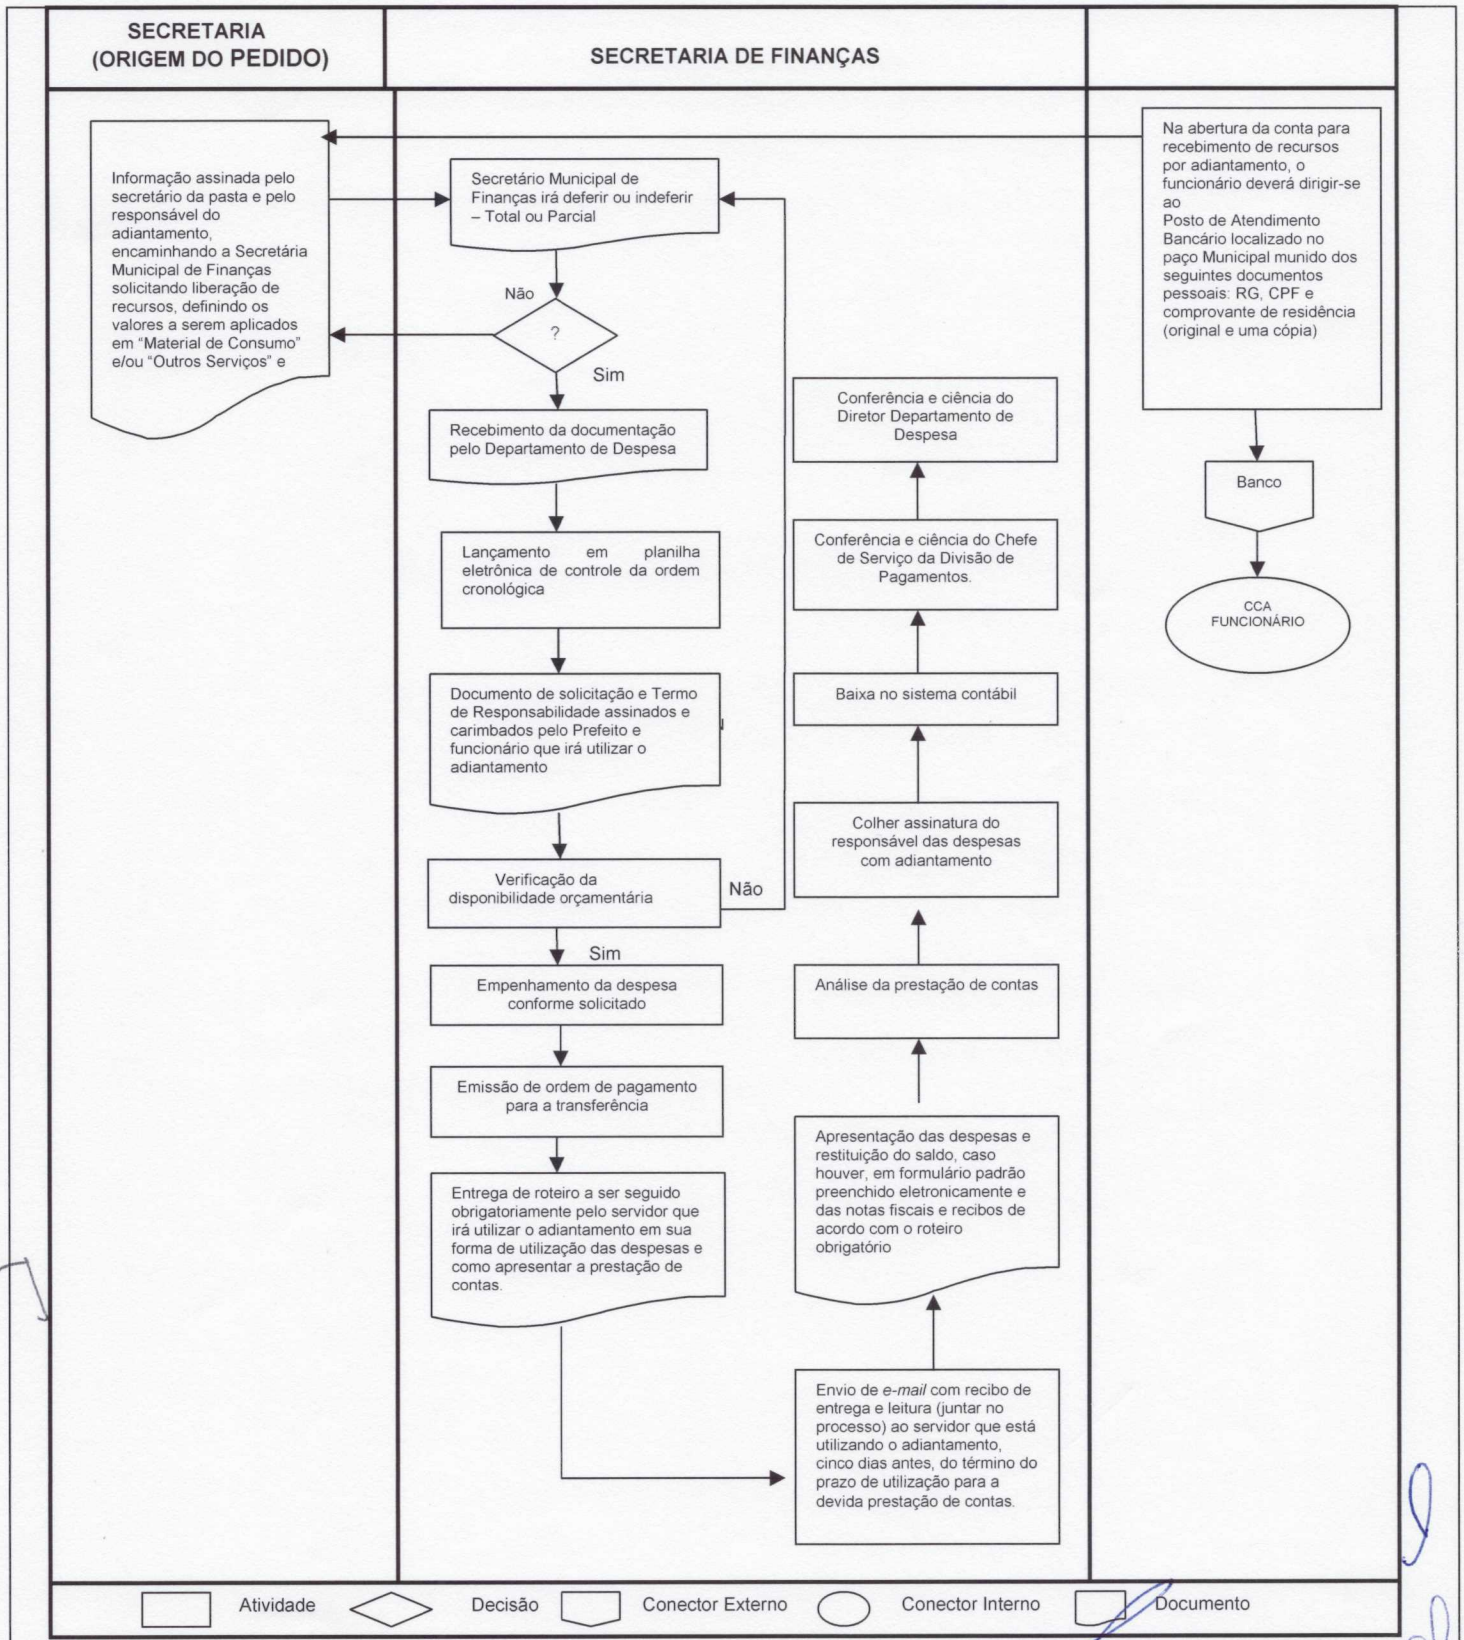 SECRETARIA
(ORIGEM DO PEDIDO)
SECRETARIA DE FINANÇAS
Informação assinada pelo
secretário da pasta e pelo
responsável do
adiantamento,
encaminhando a Secretária
Municipal de Finanças
solicitando liberação de
recursos, definindo os
valores a serem aplicados
em “Material de Consumo”
e/ou “Outros Serviços” e
Secretário Municipal de
Finanças irá deferir ou indeferir
– Total ou Parcial
Não
?
Sim
Recebimento da documentação
pelo Departamento de Despesa
Lançamento em planilha
eletrônica de controle da ordem
cronológica
Documento de solicitação e Termo
de Responsabilidade assinados e
carimbados pelo Prefeito e
funcionário que irá utilizar o
adiantamento
Verificação da
disponibilidade orçamentária
Não
Sim
Empenhamento da despesa
conforme solicitado
Emissão de ordem de pagamento
para a transferência
Entrega de roteiro a ser seguido
obrigatoriamente pelo servidor que
irá utilizar o adiantamento em sua
forma de utilização das despesas e
como apresentar a prestação de
contas.
Conferência e ciência do
Diretor Departamento de
Despesa
Conferência e ciência do Chefe
de Serviço da Divisão de
Pagamentos.
Baixa no sistema contábil
Colher assinatura do
responsável das despesas
com adiantamento
Análise da prestação de contas
Apresentação das despesas e
restituição do saldo, caso
houver, em formulário padrão
preenchido eletronicamente e
das notas fiscais e recibos de
acordo com o roteiro
obrigatório
Envio de e-mail com recibo de
entrega e leitura (juntar no
processo) ao servidor que está
utilizando o adiantamento,
cinco dias antes, do término do
prazo de utilização para a
devida prestação de contas.
Na abertura da conta para
recebimento de recursos
por adiantamento, o
funcionário deverá dirigir-se
ao
Posto de Atendimento
Bancário localizado no
paço Municipal munido dos
seguintes documentos
pessoais: RG, CPF e
comprovante de residência
(original e uma cópia)
Banco
CCA
FUNCIONÁRIO
Atividade
Decisão
Conector Externo
Conector Interno
Documento